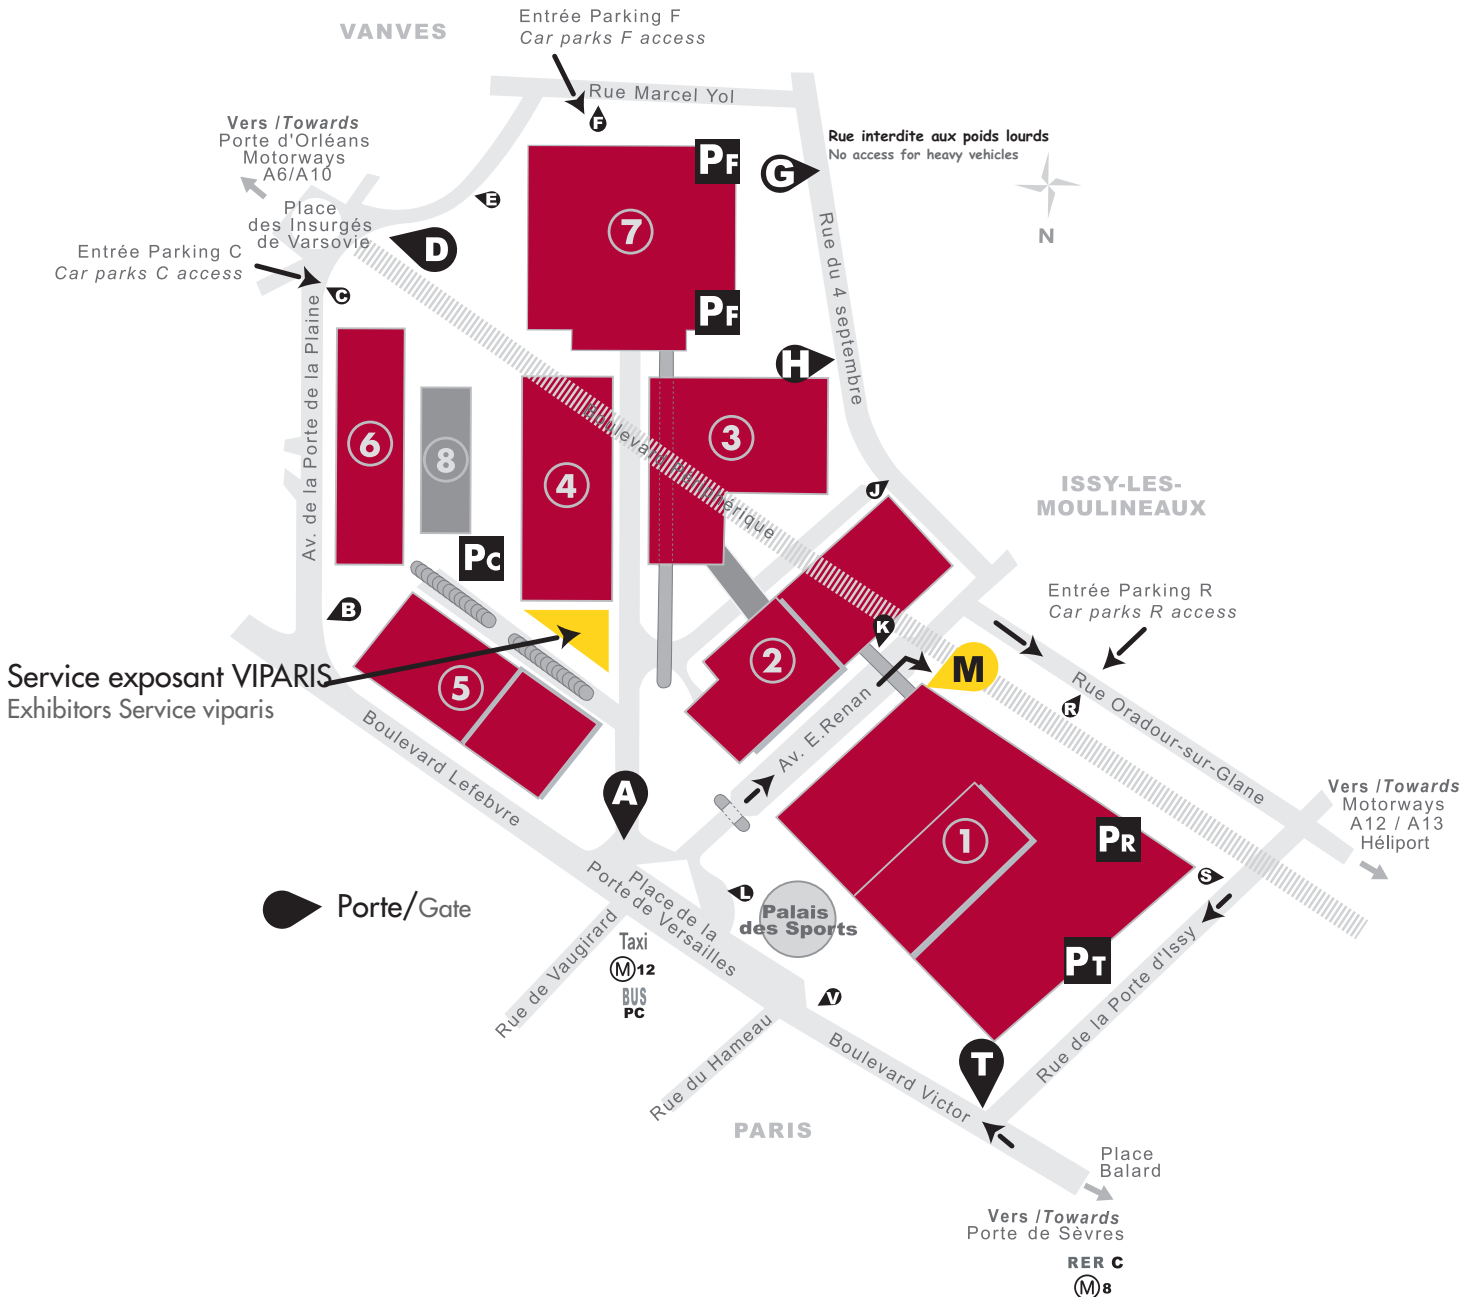 VANVES
Entrée Parking F
Car parks F access
Rue Marcel Yol
F
Vers /Towards
Porte d'Orléans
Motorways
A6/A10
Rue interdite aux poids lourds
No access for heavy vehicles
PF
G
E
Place
des Insurgés
de Varsovie
D
7
N
Entrée Parking C
Car parks C access
C
PF
Rue du 4 septembre
H
Av. de la Porte de la Plaine
6
8
4
3
Boulevard Périphérique
J
ISSY-LES-
MOULINEAUX
PC
B
Entrée Parking R
Car parks R access
K
2
M
R
Service exposant VIPARIS
Exhibitors Service viparis
5
Av. E.Renan
Rue Oradour-sur-Glane
Boulevard Lefebvre
A
Vers /Towards
Motorways
A12 / A13
Héliport
1
PR
S
Porte/Gate
L
Palais
des Sports
Place de la
Porte de Versailles
Taxi
M 12
BUS
PC
Rue de Vaugirard
PT
Rue de la Porte d'Issy
V
Rue du Hameau
Boulevard Victor
T
PARIS
Place
Balard
Vers /Towards
Porte de Sèvres
RER C
M 8